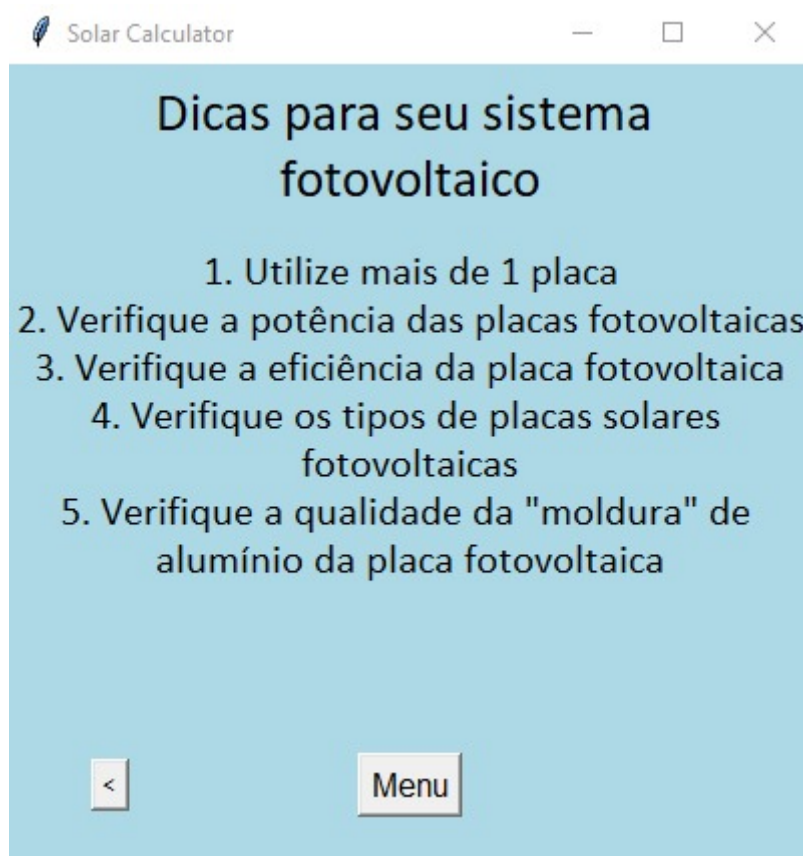 Solar Calculator
Dicas para seu sistema
fotovoltaico
1. Utilize mais de 1 placa
2. Verifique a potência das placas fotovoltaicas
3. Verifique a eficiência da placa fotovoltaica
4. Verifique os tipos de placas solares
fotovoltaicas
5. Verifique a qualidade da "moldura" de
alumínio da placa fotovoltaica
< Menu